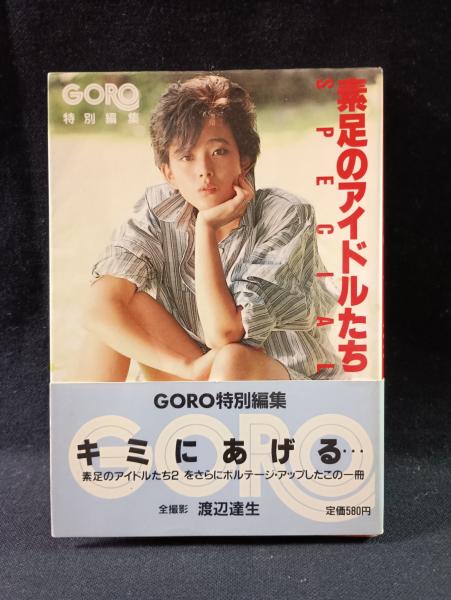 GORO
特別編集
素足のアイドルたち
SPECIAL
GORO特別編集
GORO
キミにあげる…
素足のアイドルたち2 をさらにボルテージ・アップしたこの一冊
全撮影 渡辺達生
定価580円